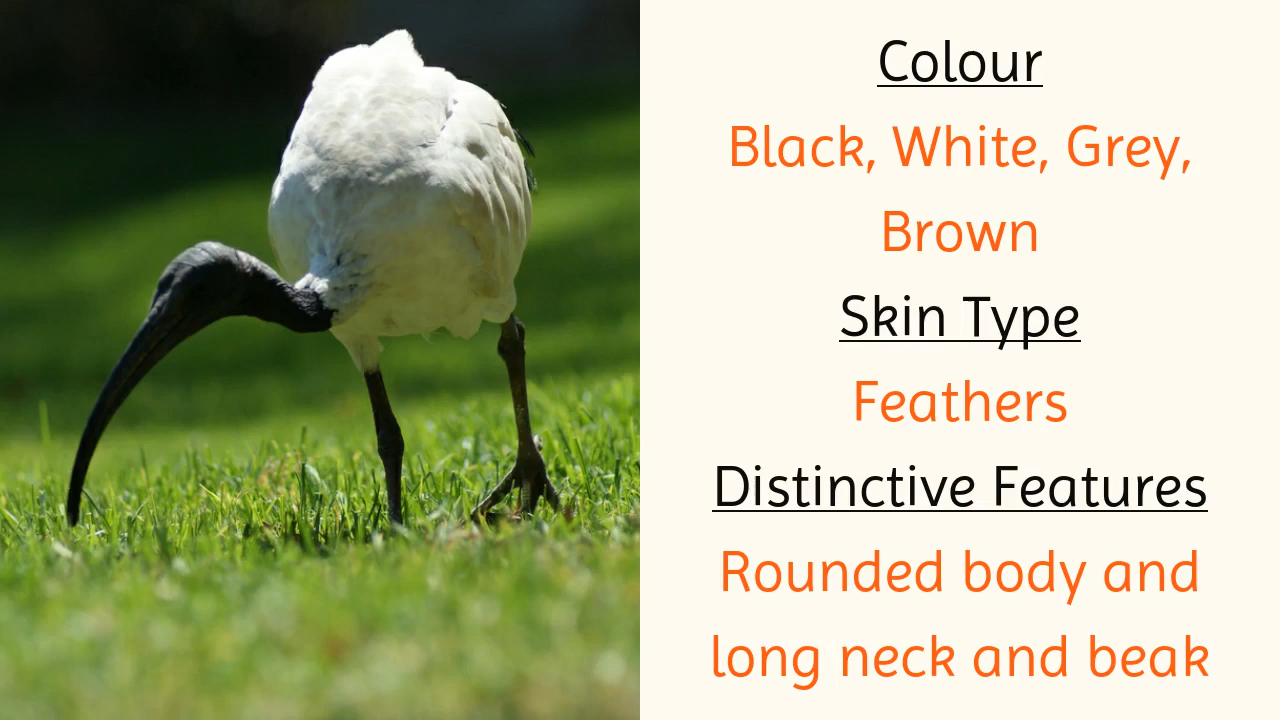 Colour
Black, White, Grey,
Brown
Skin Type
Feathers
Distinctive Features
Rounded body and
long neck and beak